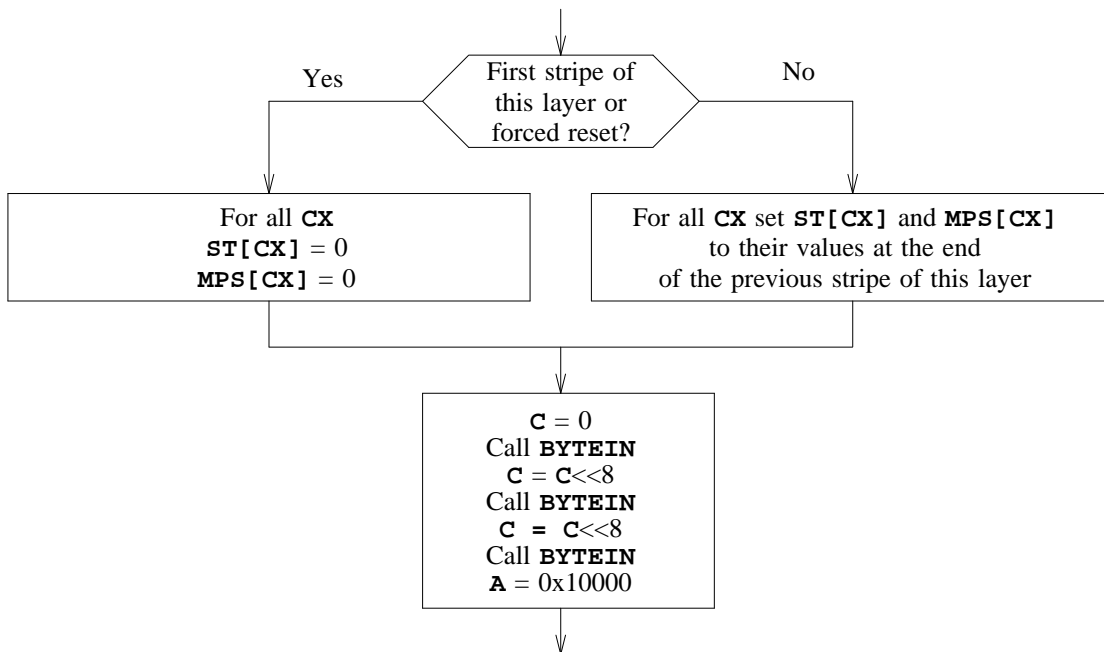 First stripe of
this layer or
forced reset?
Yes
No
For all CX
ST[CX] = 0
MPS[CX] = 0
For all CX set ST[CX] and MPS[CX]
to their values at the end
of the previous stripe of this layer
C = 0
Call BYTEIN
C = C<<8
Call BYTEIN
C = C<<8
Call BYTEIN
A = 0x10000